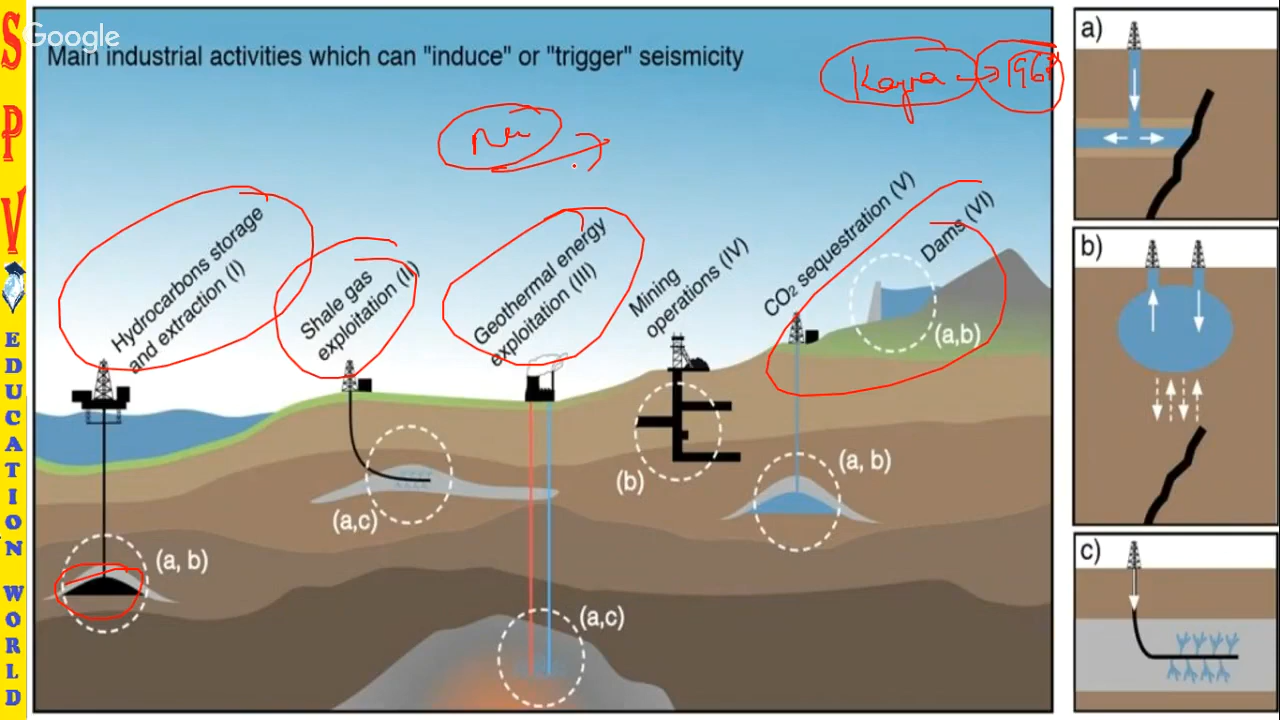 SPV
EDUCATION WORLD
Google
Main industrial activities which can "induce" or "trigger" seismicity
Koyna → 1967
Hydrocarbons storage
and extraction (I)
Shale gas
exploitation (II)
Geothermal energy
exploitation (III)
Mining
operations (IV)
CO2 sequestration (V)
Dams (VI)
(a,b)
(a, b)
(b)
(a,c)
(a, b)
(a,c)
a)
b)
c)